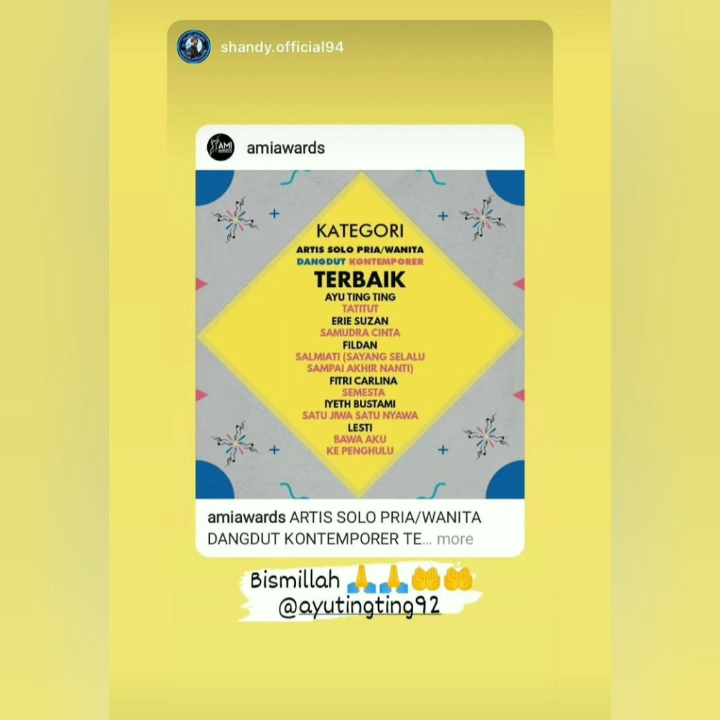 shandy.official94
AMI
amiawards
KATEGORI
ARTIS SOLO PRIA/WANITA
DANGDUT KONTEMPORER
TERBAIK
AYU TING TING
TATITUT
ERIE SUZAN
SAMUDRA CINTA
FILDAN
SALMIATI (SAYANG SELALU
SAMPAI AKHIR NANTI)
FITRI CARLINA
SEMESTA
IYETH BUSTAMI
SATU JIWA SATU NYAWA
LESTI
BAWA AKU
KE PENGHULU
amiawards ARTIS SOLO PRIA/WANITA
DANGDUT KONTEMPORER TE... more
Bismillah 🙏🙏🤲🤲
@ayutingting92